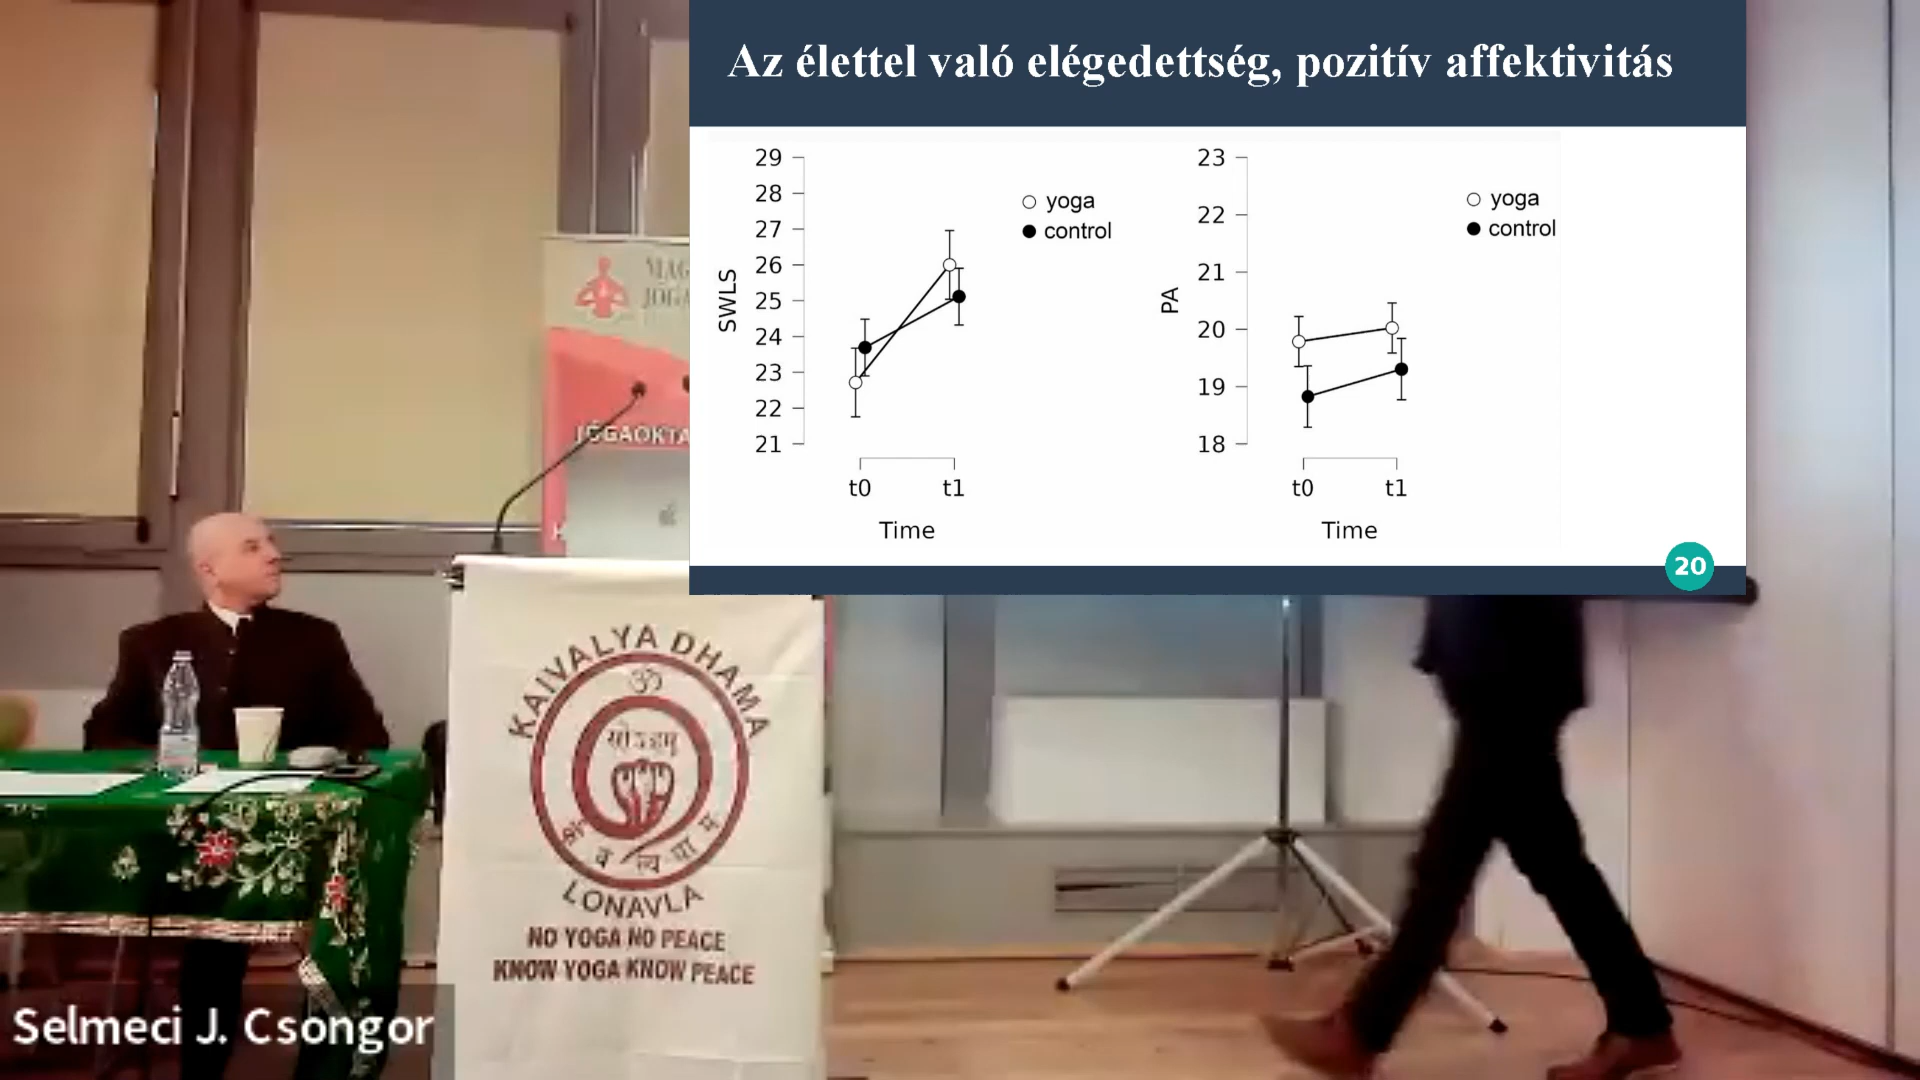 Az élettel való elégedettség, pozitív affektivitás
29
28
27
26
25
24
23
22
21
SWLS
yoga
control
t0 t1
Time
23
22
21
20
19
18
PA
yoga
control
t0 t1
Time
20
JÓGAOKTA
KAIVALYA DHAMA
ॐ
सोऽहम्
LONAVLA
NO YOGA NO PEACE
KNOW YOGA KNOW PEACE
Selmeci J. Csongor